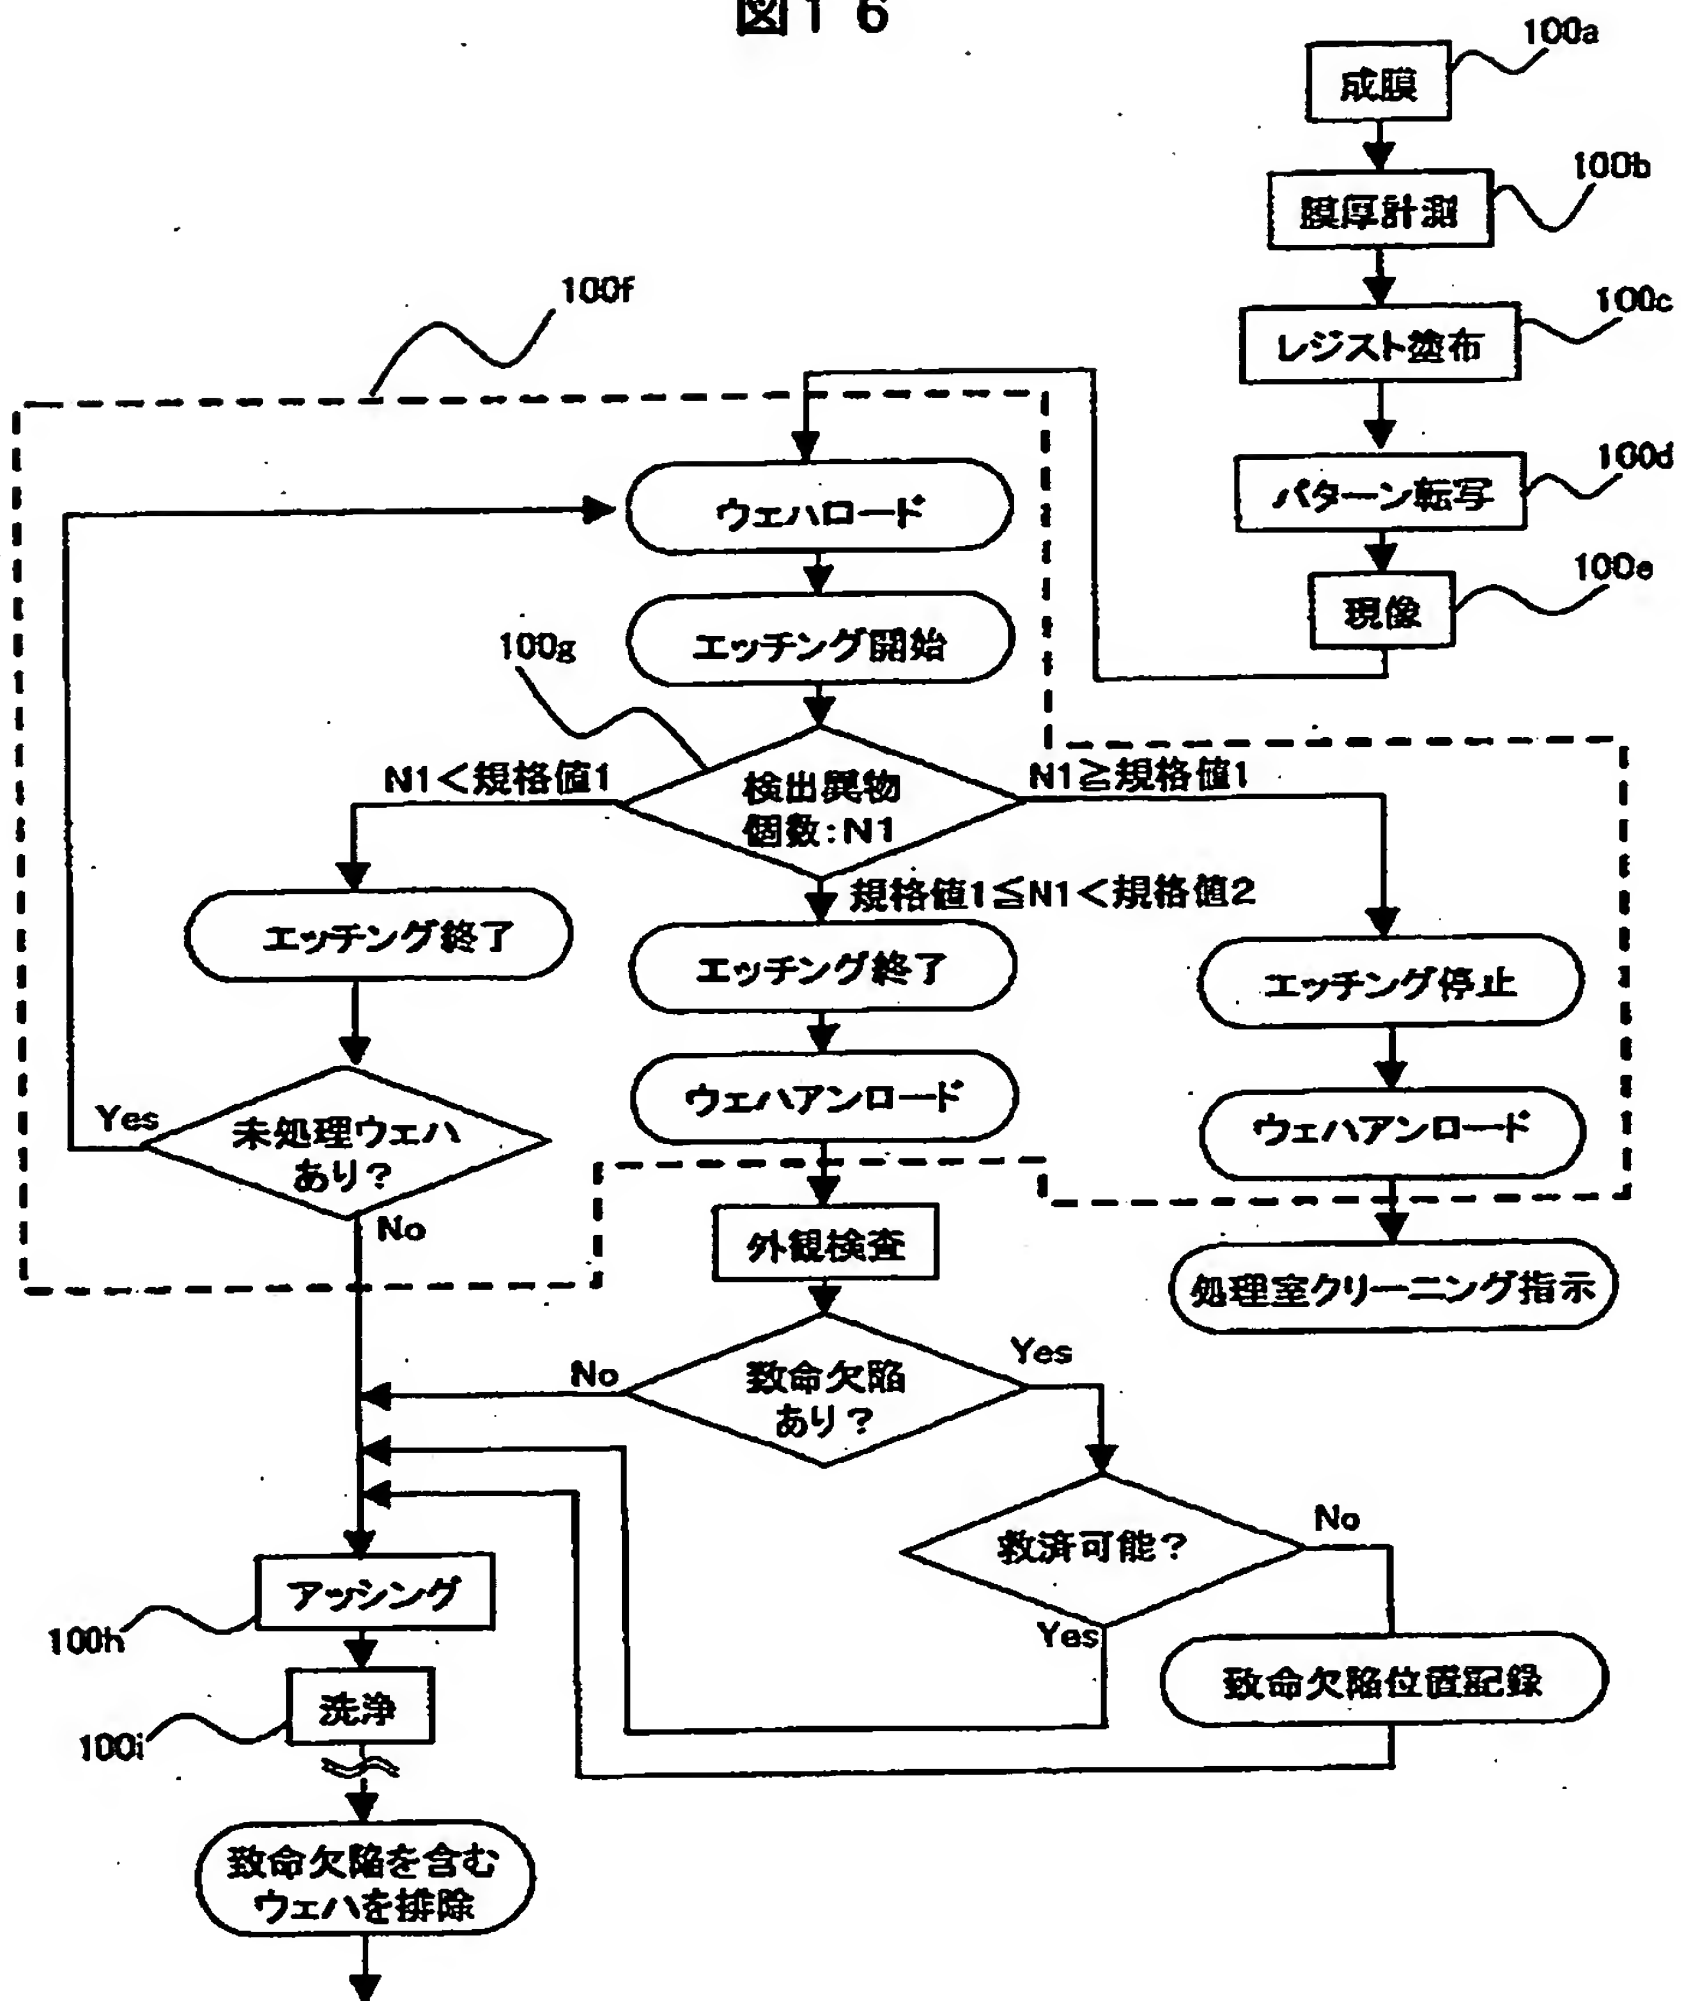 図16
100a
成膜
100b
膜厚計測
100c
レジスト塗布
100d
パターン転写
100e
現像
100f
ウェハロード
エッチング開始
100g
検出異物
個数:N1
N1<規格値1
N1≧規格値1
規格値1≦N1<規格値2
エッチング終了
エッチング終了
エッチング停止
ウェハアンロード
ウェハアンロード
未処理ウェハ
あり?
Yes
No
外観検査
処理室クリーニング指示
致命欠陥
あり?
No
Yes
救済可能?
No
Yes
致命欠陥位置記録
アッシング
100h
洗浄
100i
致命欠陥を含む
ウェハを排除